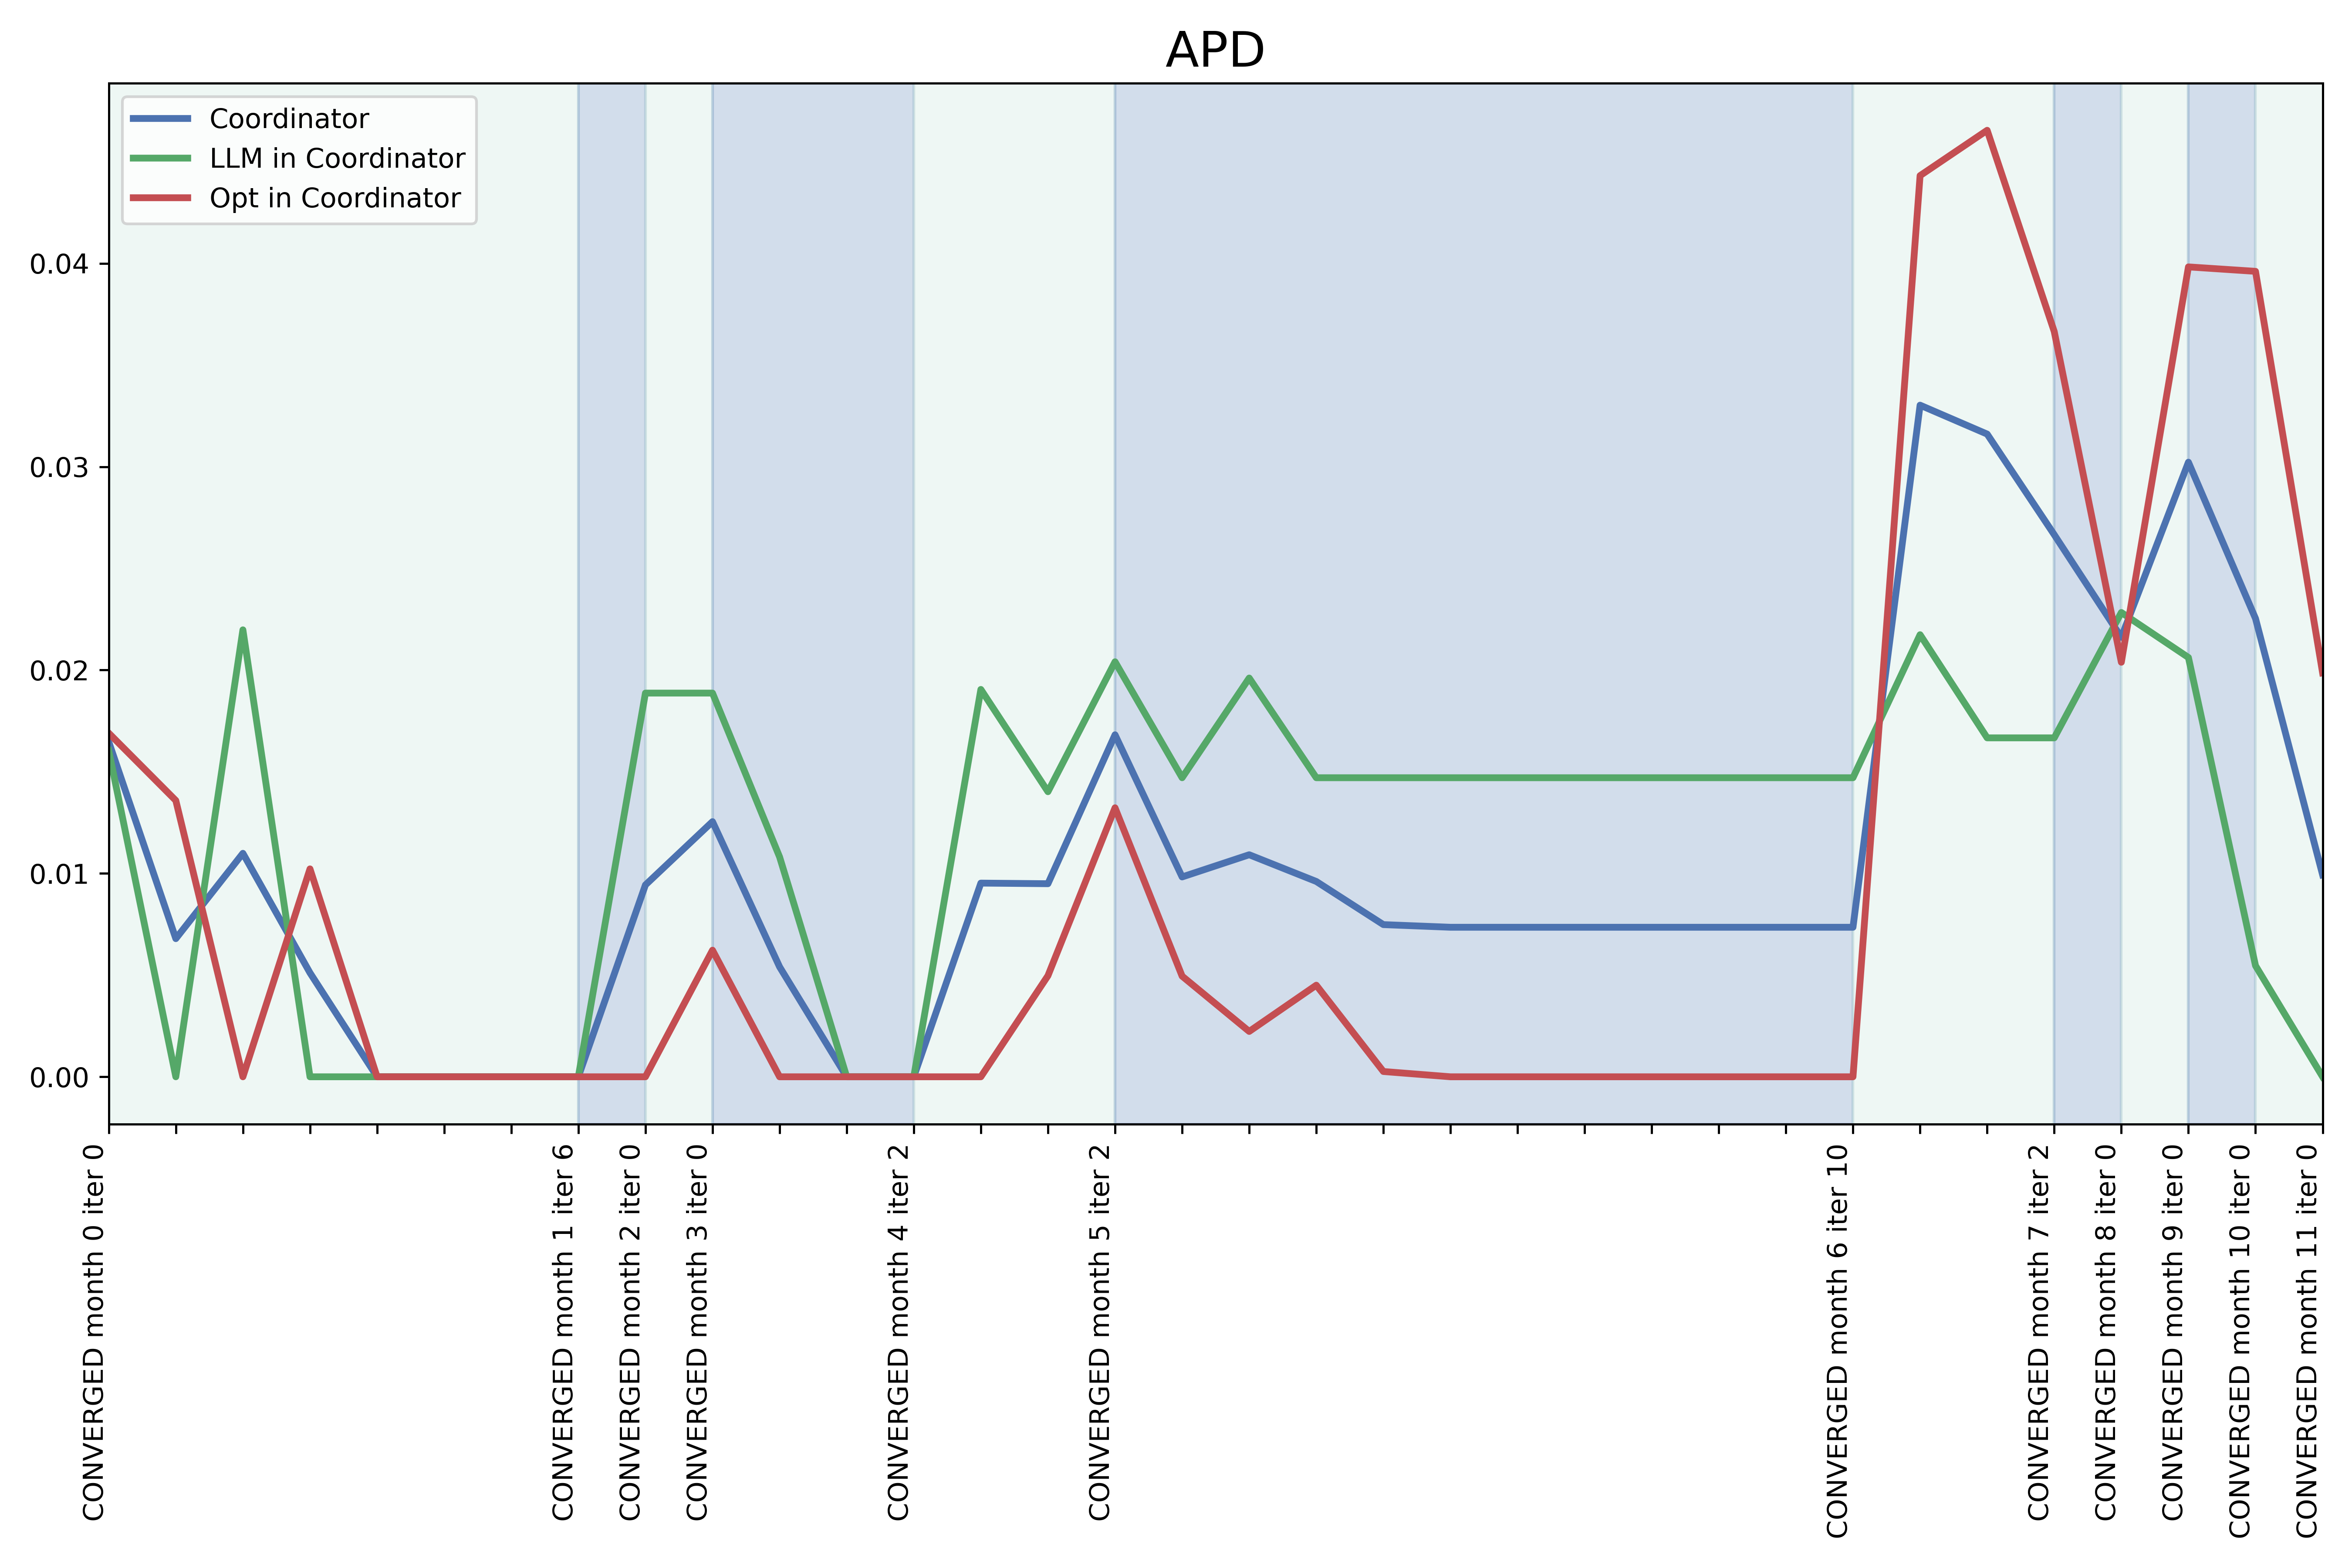 APD
Coordinator
LLM in Coordinator
Opt in Coordinator
0.04
0.03
0.02
0.01
0.00
CONVERGED month 0 iter 0
CONVERGED month 1 iter 6
CONVERGED month 2 iter 0
CONVERGED month 3 iter 0
CONVERGED month 4 iter 2
CONVERGED month 5 iter 2
CONVERGED month 6 iter 10
CONVERGED month 7 iter 2
CONVERGED month 8 iter 0
CONVERGED month 9 iter 0
CONVERGED month 10 iter 0
CONVERGED month 11 iter 0